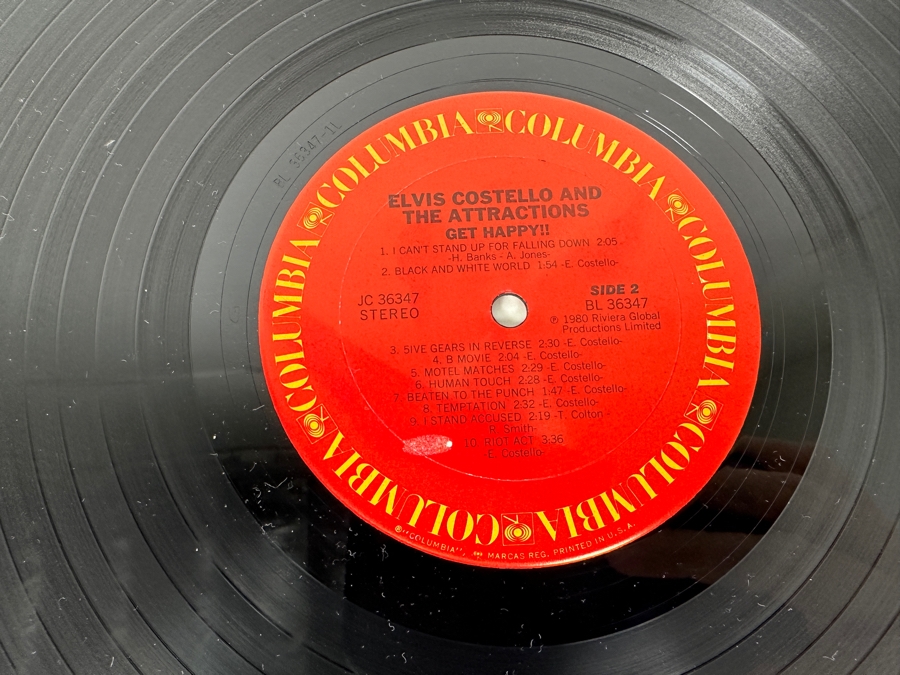 BL 36347-1L
COLUMBIA COLUMBIA COLUMBIA COLUMBIA COLUMBIA COLUMBIA COLUMBIA
ELVIS COSTELLO AND
THE ATTRACTIONS
GET HAPPY!!
1. I CAN'T STAND UP FOR FALLING DOWN 2:05
-H. Banks - A. Jones-
2. BLACK AND WHITE WORLD 1:54 -E. Costello-
JC 36347
STEREO
SIDE 2
BL 36347
℗ 1980 Riviera Global
Productions Limited
3. 5IVE GEARS IN REVERSE 2:30 -E. Costello-
4. B MOVIE 2:04 -E. Costello-
5. MOTEL MATCHES 2:29 -E. Costello-
6. HUMAN TOUCH 2:28 -E. Costello-
7. BEATEN TO THE PUNCH 1:47 -E. Costello-
8. TEMPTATION 2:32 -E. Costello-
9. I STAND ACCUSED 2:19 -T. Colton -
R. Smith-
10. RIOT ACT 3:36
-E. Costello-
®"COLUMBIA", MARCAS REG. PRINTED IN U.S.A.